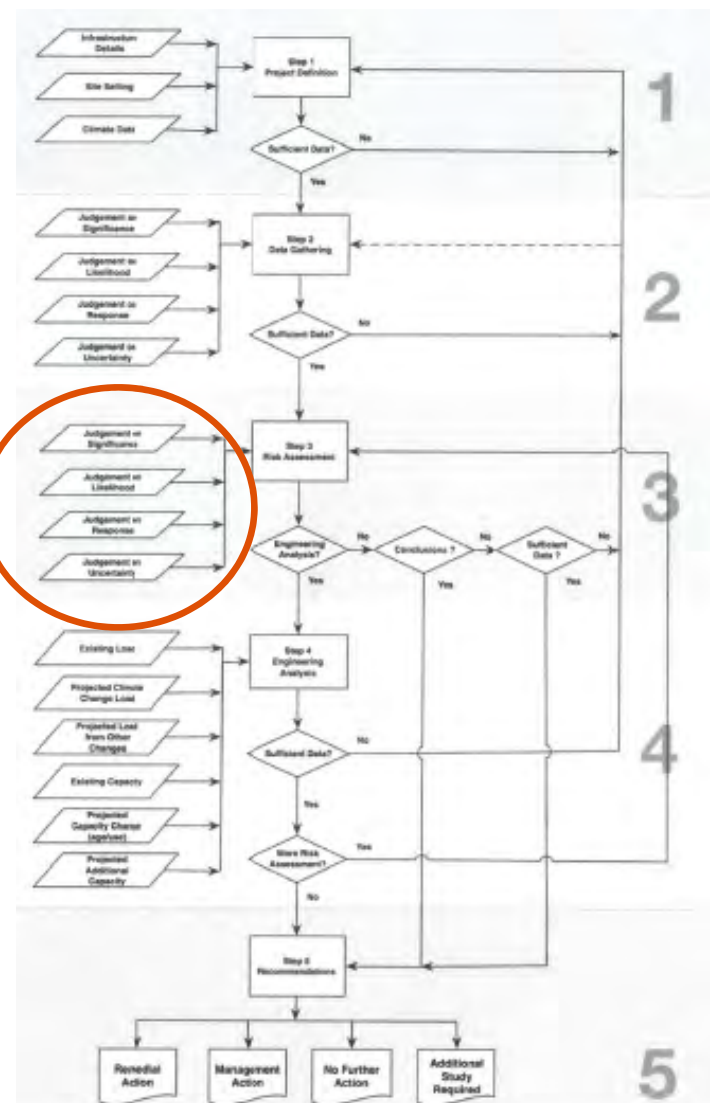 Infrastructure
Details
Site Setting
Climate Data
Step 1
Project Definition
Sufficient Data?
No
Yes
1
Judgement on
Significance
Judgement on
Likelihood
Judgement on
Response
Judgement on
Uncertainty
Step 2
Data Gathering
Sufficient Data?
No
Yes
2
Judgement on
Significance
Judgement on
Likelihood
Judgement on
Response
Judgement on
Uncertainty
Step 3
Risk Assessment
Engineering
Analysis?
No
Conclusions ?
No
Sufficient
Data ?
No
Yes
Yes
Yes
3
Existing Load
Projected Climate
Change Load
Projected Load
from Other
Changes
Existing Capacity
Projected
Capacity Change
(age/use)
Projected
Additional
Capacity
Step 4
Engineering
Analysis
Sufficient Data?
No
Yes
More Risk
Assessment?
Yes
No
4
Step 5
Recommendations
Remedial
Action
Management
Action
No Further
Action
Additional
Study
Required
5